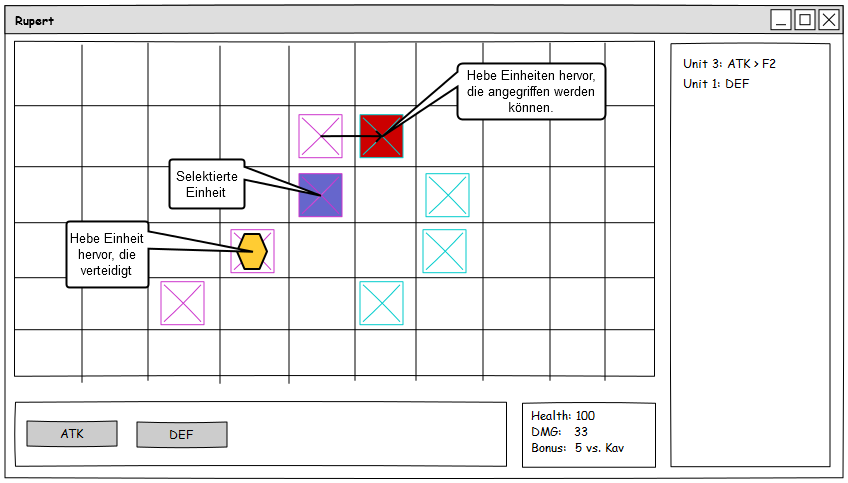 Rupert
Hebe Einheiten hervor,
die angegriffen werden
können.
Selektierte
Einheit
Hebe Einheit
hervor, die
verteidigt
Unit 3: ATK > F2
Unit 1: DEF
ATK
DEF
Health: 100
DMG: 33
Bonus: 5 vs. Kav